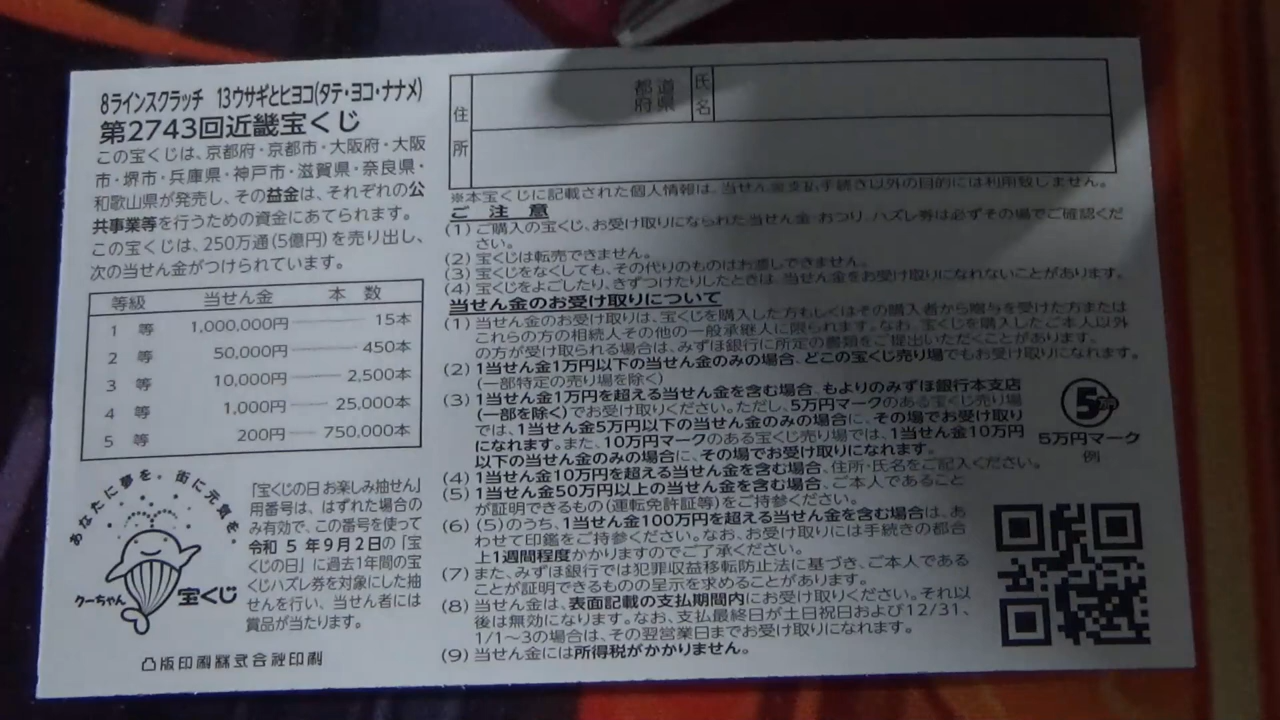 8ラインスクラッチ 13ウサギとヒヨコ(タテ・ヨコ・ナナメ)
第2743回近畿宝くじ
この宝くじは、京都府・京都市・大阪府・大阪
市・堺市・兵庫県・神戸市・滋賀県・奈良県・
和歌山県が発売し、その益金は、それぞれの公
共事業等を行うための資金にあてられます。
この宝くじは、250万通(5億円)を売り出し、
次の当せん金がつけられています。
等級 当せん金 本 数
1 等 1,000,000円 15本
2 等 50,000円 450本
3 等 10,000円 2,500本
4 等 1,000円 25,000本
5 等 200円 750,000本
あなたに夢を。街に元気を。
クーちゃん 宝くじ
「宝くじの日 お楽しみ抽せん」
用番号は、はずれた場合の
み有効で、この番号を使って
令和 5 年9月2日の「宝
くじの日」に過去1年間の宝
くじハズレ券を対象にした抽
せんを行い、当せん者には
賞品が当たります。
凸版印刷株式会社印刷
住所
都道
府県
氏名
※本宝くじに記載された個人情報は、当せん金支払手続き以外の目的には利用致しません。
ご 注 意
(1) ご購入の宝くじ、お受け取りになられた当せん金・おつり、ハズレ券は必ずその場でご確認くだ
さい。
(2) 宝くじは転売できません。
(3) 宝くじをなくしても、その代りのものはお渡しできません。
(4) 宝くじをよごしたり、きずつけたりしたときは、当せん金をお受け取りになれないことがあります。
当せん金のお受け取りについて
(1) 当せん金のお受け取りは、宝くじを購入した方もしくはその購入者から贈与を受けた方または
これらの方の相続人その他の一般承継人に限られます。なお、宝くじを購入したご本人以外
の方が受け取られる場合は、みずほ銀行に所定の書類をご提出いただくことがあります。
(2) 1当せん金1万円以下の当せん金のみの場合、どこの宝くじ売り場でもお受け取りになれます。
(一部特定の売り場を除く)
(3) 1当せん金1万円を超える当せん金を含む場合、もよりのみずほ銀行本支店
(一部を除く)でお受け取りください。ただし、5万円マークのある宝くじ売り場
では、1当せん金5万円以下の当せん金のみの場合に、その場でお受け取り
になれます。また、10万円マークのある宝くじ売り場では、1当せん金10万円
以下の当せん金のみの場合に、その場でお受け取りになれます。
(4) 1当せん金10万円を超える当せん金を含む場合、住所・氏名をご記入ください。
(5) 1当せん金50万円以上の当せん金を含む場合、ご本人であること
が証明できるもの(運転免許証等)をご持参ください。
(6) (5)のうち、1当せん金100万円を超える当せん金を含む場合は、あ
わせて印鑑をご持参ください。なお、お受け取りには手続きの都合
上1週間程度かかりますのでご了承ください。
(7) また、みずほ銀行では犯罪収益移転防止法に基づき、ご本人である
ことが証明できるものの呈示を求めることがあります。
(8) 当せん金は、表面記載の支払期間内にお受け取りください。それ以
後は無効になります。なお、支払最終日が土日祝日および12/31、
1/1〜3の場合は、その翌営業日までお受け取りになれます。
(9) 当せん金には所得税がかかりません。
5万円
5万円マーク
例